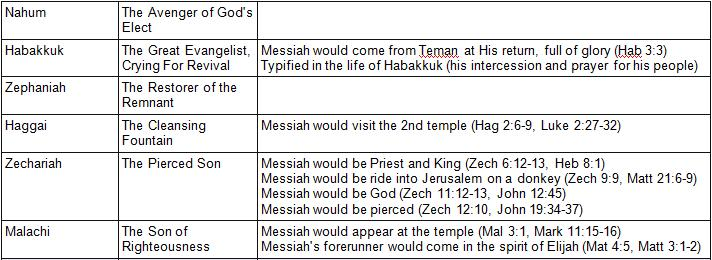 Nahum
The Avenger of God's
Elect
Habakkuk
The Great Evangelist,
Crying For Revival
Messiah would come from Teman at His return, full of glory (Hab 3:3)
Typified in the life of Habakkuk (his intercession and prayer for his people)
Zephaniah
The Restorer of the
Remnant
Haggai
The Cleansing
Fountain
Messiah would visit the 2nd temple (Hag 2:6-9, Luke 2:27-32)
Zechariah
The Pierced Son
Messiah would be Priest and King (Zech 6:12-13, Heb 8:1)
Messiah would be ride into Jerusalem on a donkey (Zech 9:9, Matt 21:6-9)
Messiah would be God (Zech 11:12-13, John 12:45)
Messiah would be pierced (Zech 12:10, John 19:34-37)
Malachi
The Son of
Righteousness
Messiah would appear at the temple (Mal 3:1, Mark 11:15-16)
Messiah's forerunner would come in the spirit of Elijah (Mat 4:5, Matt 3:1-2)